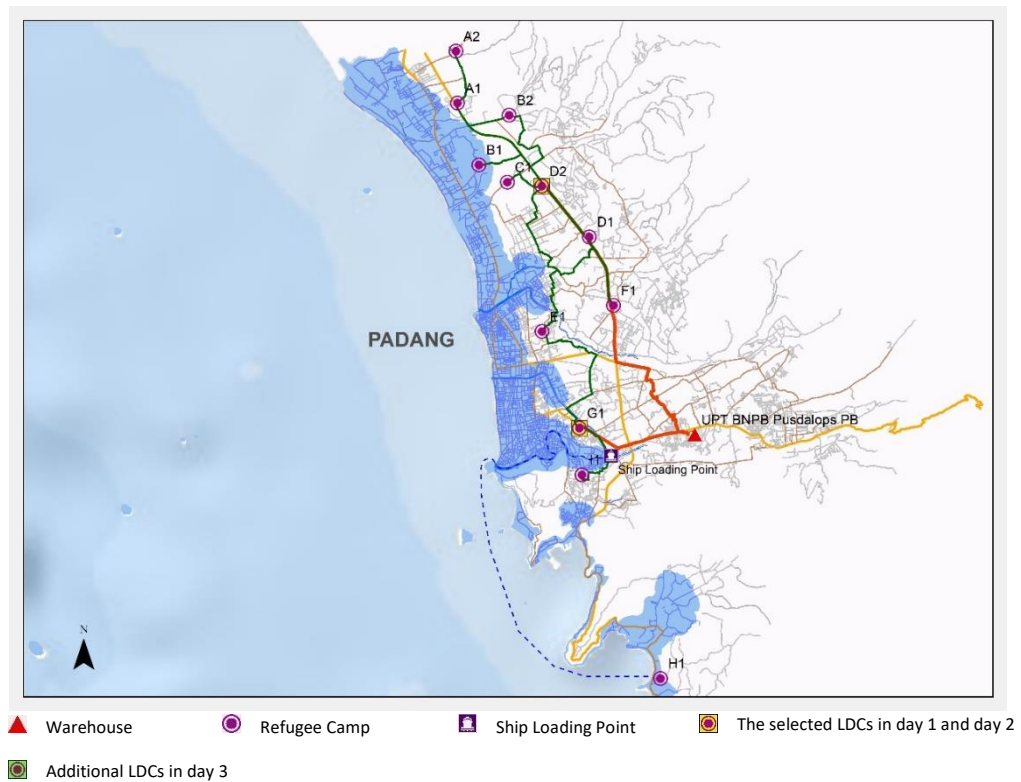 A2
A1
B2
B1
C1
D2
D1
F1
E1
PADANG
G1
UPT BNPB Pusdalops PB
I1
Ship Loading Point
N
H1
Warehouse
Refugee Camp
Ship Loading Point
The selected LDCs in day 1 and day 2
Additional LDCs in day 3